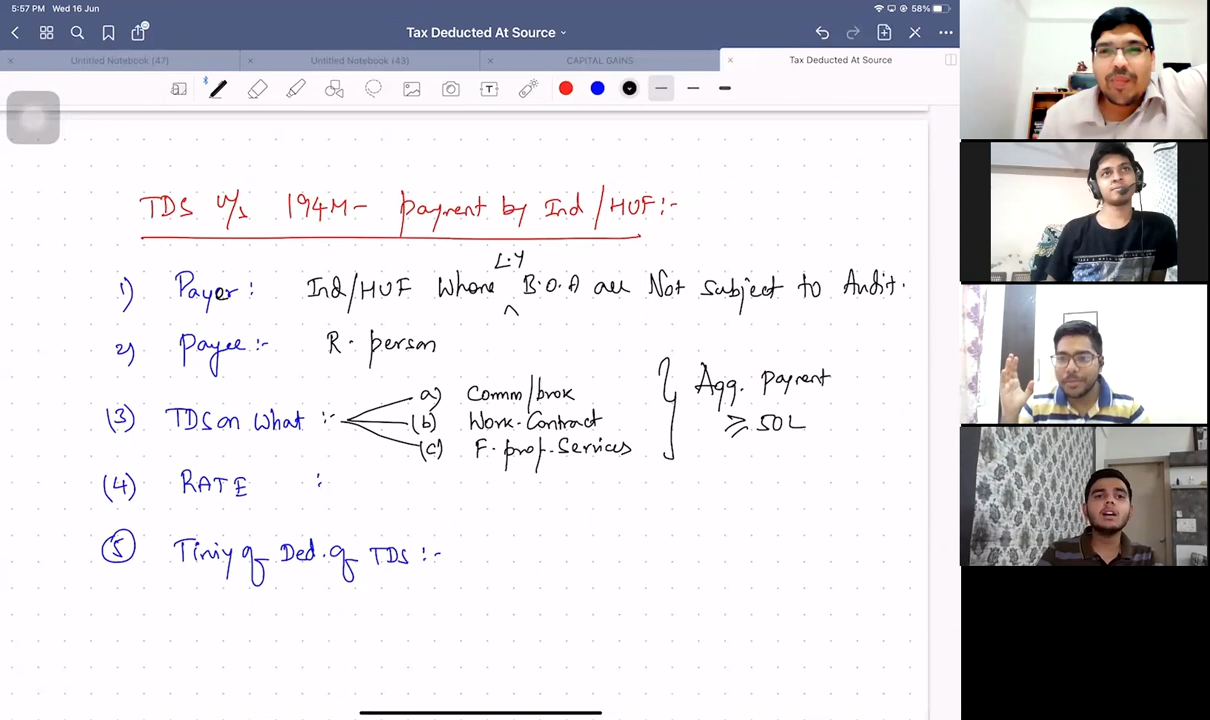 5:57 PM Wed 16 Jun
58%
Tax Deducted At Source
Untitled Notebook (47)
Untitled Notebook (43)
CAPITAL GAINS
Tax Deducted At Source
T
TDS u/s 194M- payment by Ind/HUF:-
L.Y
1) Payer: Ind/HUF Whose B.O.A are Not subject to Audit.
2) Payee:- R. person
(3) TDS on What :-
a) Comm/brok
(b) Work.Contract
(c) F. prof. Services
Agg. payment
≥ 50L
(4) RATE :
(5) Timing of Ded. of TDS :-